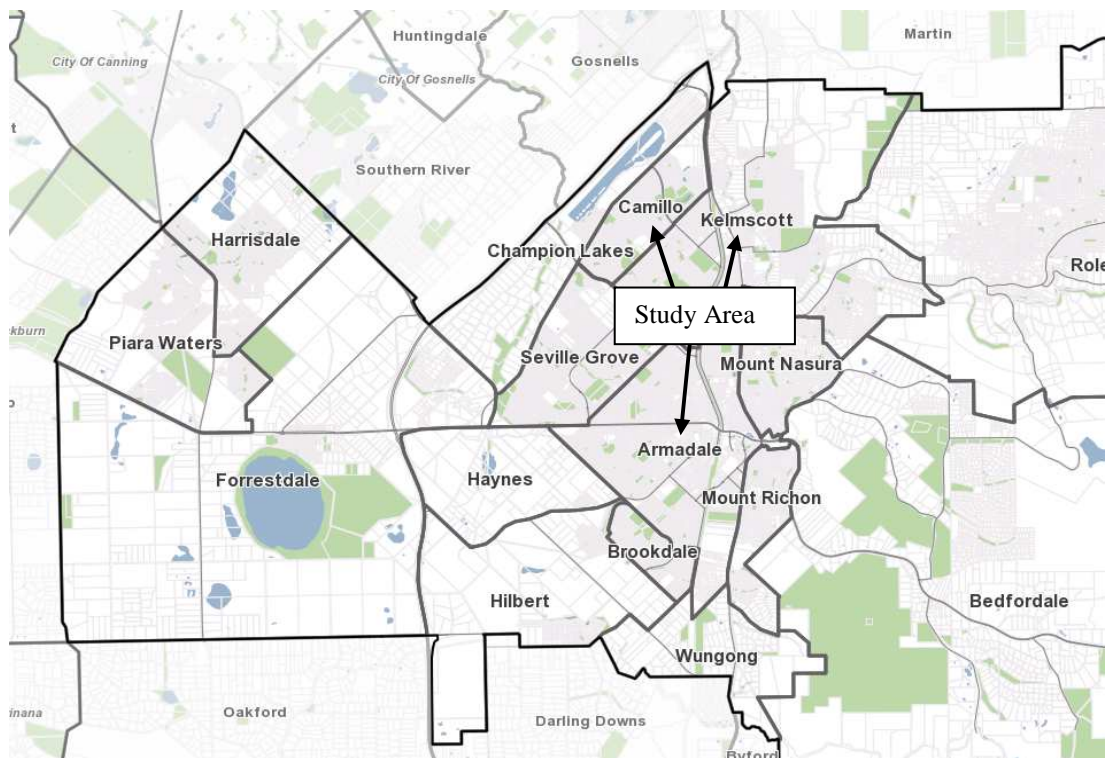 Huntingdale
Martin
City Of Canning
Gosnells
City Of Gosnells
Southern River
Camillo
Kelmscott
Harrisdale
Champion Lakes
Role
Study Area
Piara Waters
Seville Grove
Mount Nasura
Armadale
Forrestdale
Haynes
Mount Richon
Brookdale
Hilbert
Bedfordale
Wungong
Oakford
Darling Downs
Byford